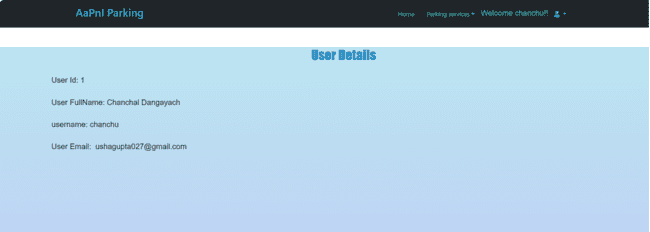 AaPnI Parking
Home Parking services Welcome chanchu!!
User Details
User Id: 1
User FullName: Chanchal Dangayach
username: chanchu
User Email: ushagupta027@gmail.com